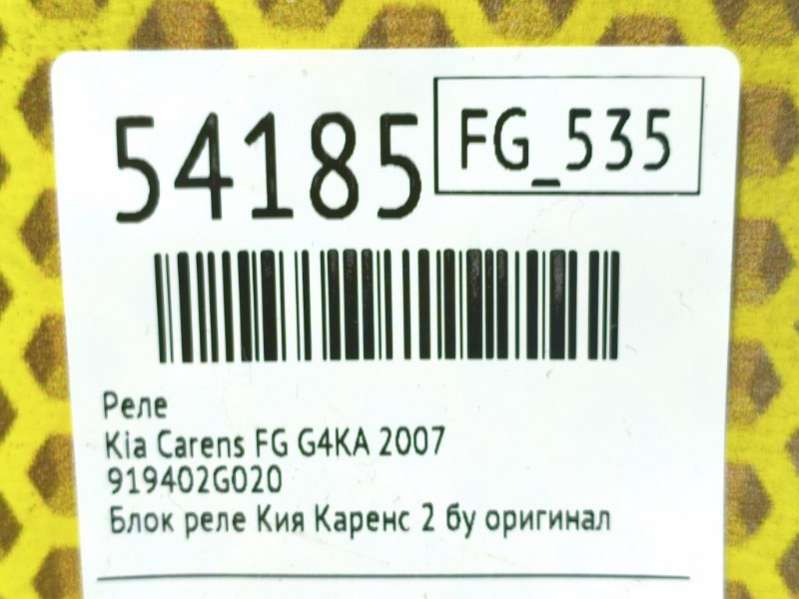 54185
FG_535
Реле
Kia Carens FG G4KA 2007
919402G020
Блок реле Кия Каренс 2 бу оригинал